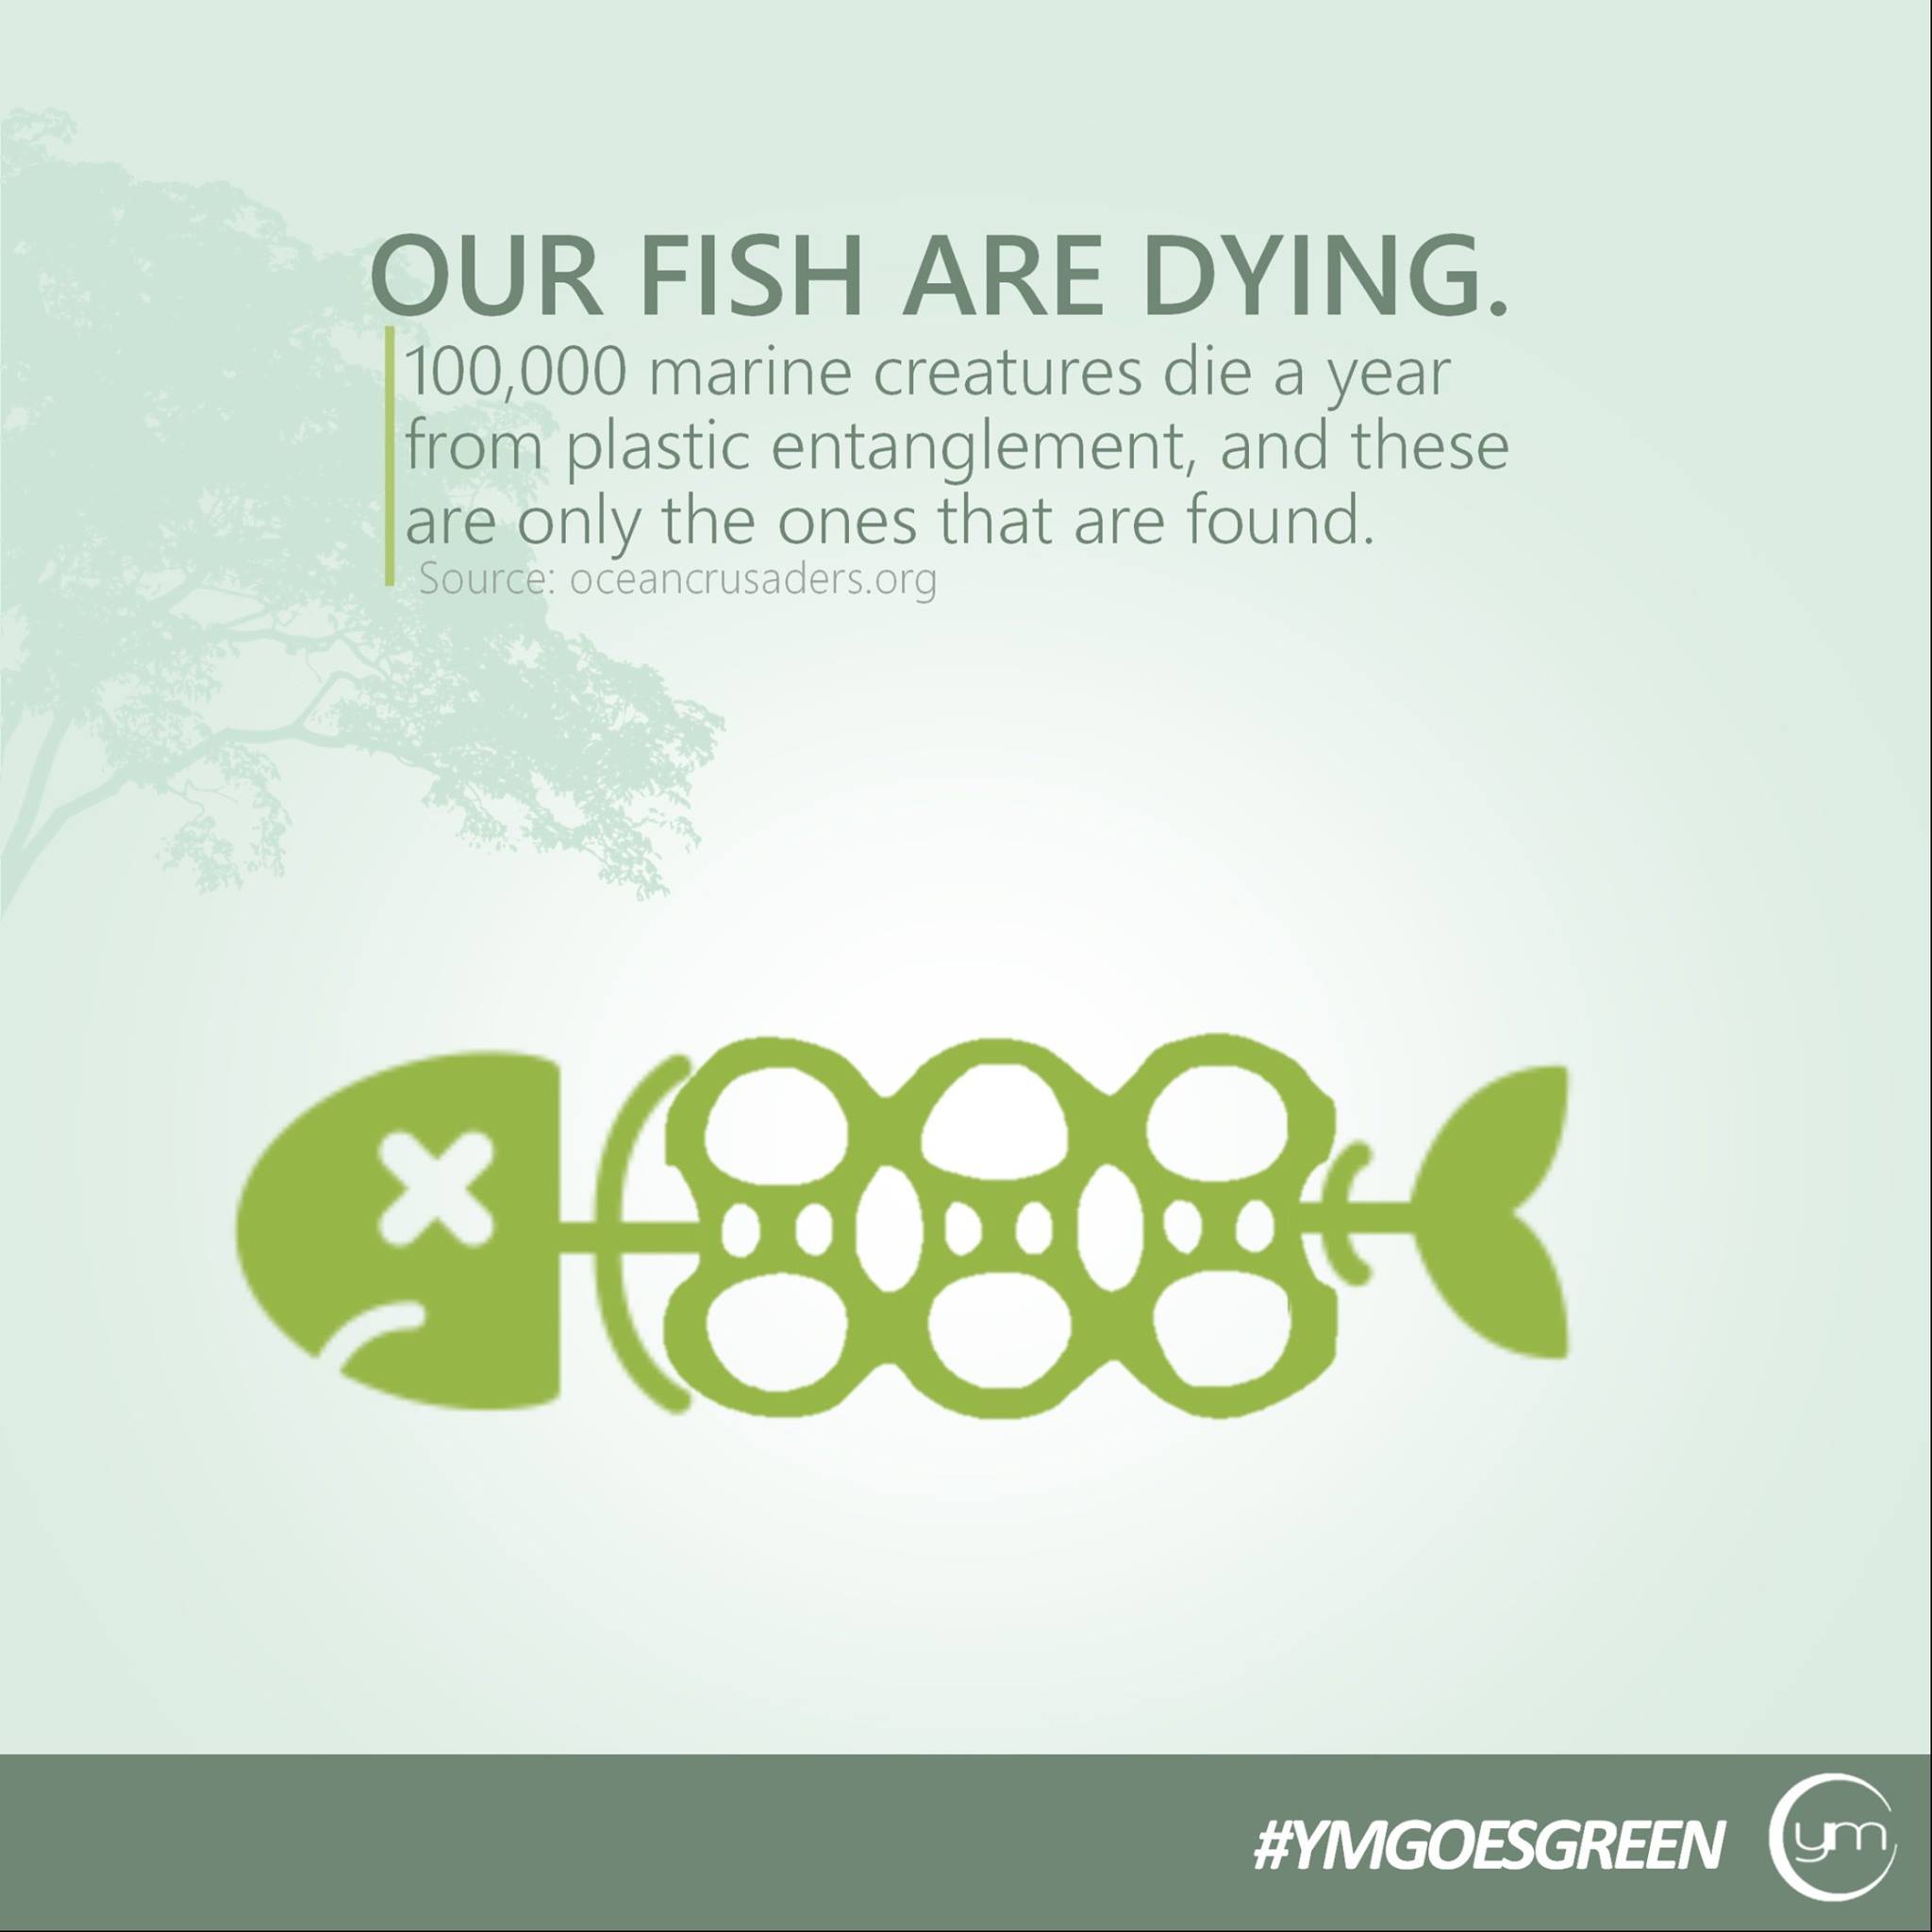 OUR FISH ARE DYING.
100,000 marine creatures die a year
from plastic entanglement, and these
are only the ones that are found.
Source: oceancrusaders.org
#YMGOESGREEN
ym